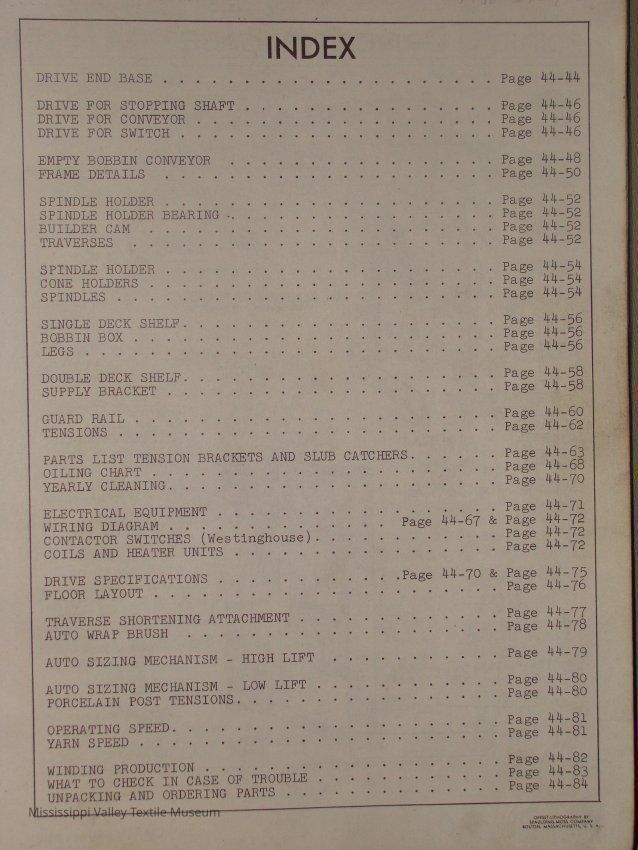 INDEX
DRIVE END BASE . . . . . . . . . . . . . . . . . . . . . Page 44-44
DRIVE FOR STOPPING SHAFT . . . . . . . . . . . . . . . . Page 44-46
DRIVE FOR CONVEYOR . . . . . . . . . . . . . . . . . . . Page 44-46
DRIVE FOR SWITCH . . . . . . . . . . . . . . . . . . . . Page 44-46
EMPTY BOBBIN CONVEYOR . . . . . . . . . . . . . . . . . Page 44-48
FRAME DETAILS . . . . . . . . . . . . . . . . . . . . . Page 44-50
SPINDLE HOLDER . . . . . . . . . . . . . . . . . . . . . Page 44-52
SPINDLE HOLDER BEARING . . . . . . . . . . . . . . . . . Page 44-52
BUILDER CAM . . . . . . . . . . . . . . . . . . . . . . Page 44-52
TRAVERSES . . . . . . . . . . . . . . . . . . . . . . . Page 44-52
SPINDLE HOLDER . . . . . . . . . . . . . . . . . . . . . Page 44-54
CONE HOLDERS . . . . . . . . . . . . . . . . . . . . . . Page 44-54
SPINDLES . . . . . . . . . . . . . . . . . . . . . . . . Page 44-54
SINGLE DECK SHELF. . . . . . . . . . . . . . . . . . . . Page 44-56
BOBBIN BOX . . . . . . . . . . . . . . . . . . . . . . . Page 44-56
LEGS . . . . . . . . . . . . . . . . . . . . . . . . . . Page 44-56
DOUBLE DECK SHELF. . . . . . . . . . . . . . . . . . . . Page 44-58
SUPPLY BRACKET . . . . . . . . . . . . . . . . . . . . . Page 44-58
GUARD RAIL . . . . . . . . . . . . . . . . . . . . . . . Page 44-60
TENSIONS . . . . . . . . . . . . . . . . . . . . . . . . Page 44-62
PARTS LIST TENSION BRACKETS AND SLUB CATCHERS. . . . . . Page 44-63
OILING CHART . . . . . . . . . . . . . . . . . . . . . . Page 44-68
YEARLY CLEANING. . . . . . . . . . . . . . . . . . . . . Page 44-70
ELECTRICAL EQUIPMENT . . . . . . . . . . . . . . . . . . Page 44-71
WIRING DIAGRAM . . . . . . . . . . . . . . Page 44-67 & Page 44-72
CONTACTOR SWITCHES (Westinghouse). . . . . . . . . . . . Page 44-72
COILS AND HEATER UNITS . . . . . . . . . . . . . . . . . Page 44-72
DRIVE SPECIFICATIONS . . . . . . . . . . . .Page 44-70 & Page 44-75
FLOOR LAYOUT . . . . . . . . . . . . . . . . . . . . . . Page 44-76
TRAVERSE SHORTENING ATTACHMENT . . . . . . . . . . . . . Page 44-77
AUTO WRAP BRUSH . . . . . . . . . . . . . . . . . . . . Page 44-78
AUTO SIZING MECHANISM - HIGH LIFT . . . . . . . . . . . Page 44-79
AUTO SIZING MECHANISM - LOW LIFT . . . . . . . . . . . . Page 44-80
PORCELAIN POST TENSIONS. . . . . . . . . . . . . . . . . Page 44-80
OPERATING SPEED. . . . . . . . . . . . . . . . . . . . . Page 44-81
YARN SPEED . . . . . . . . . . . . . . . . . . . . . . . Page 44-81
WINDING PRODUCTION . . . . . . . . . . . . . . . . . . . Page 44-82
WHAT TO CHECK IN CASE OF TROUBLE . . . . . . . . . . . . Page 44-83
UNPACKING AND ORDERING PARTS . . . . . . . . . . . . . . Page 44-84
Mississippi Valley Textile Museum
OFFSET-LITHOGRAPHY BY
SPAULDING MOSS COMPANY
BOSTON, MASSACHUSETTS, U. S. A.